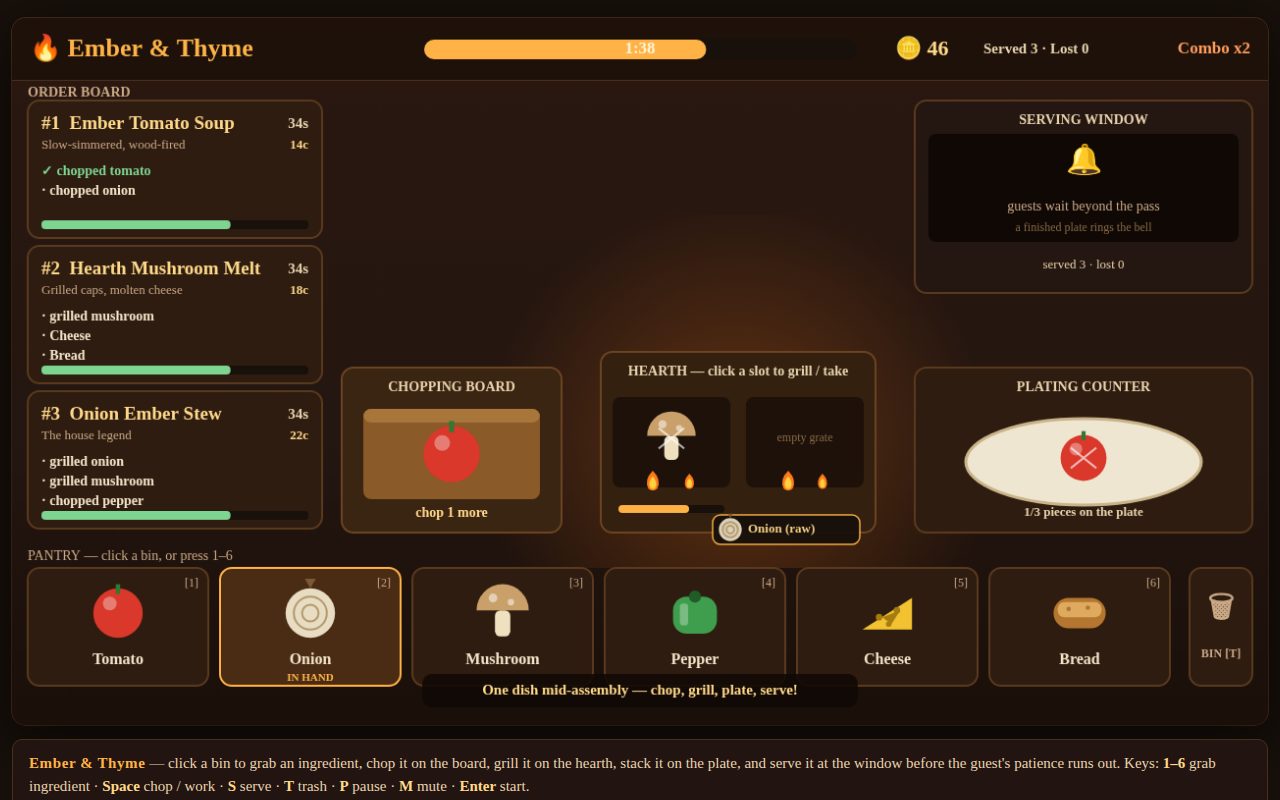 Ember & Thyme
1:38
46
Served 3 · Lost 0
Combo x2
ORDER BOARD
#1 Ember Tomato Soup 34s
Slow-simmered, wood-fired 14c
✓ chopped tomato
· chopped onion
#2 Hearth Mushroom Melt 34s
Grilled caps, molten cheese 18c
· grilled mushroom
· Cheese
· Bread
#3 Onion Ember Stew 34s
The house legend 22c
· grilled onion
· grilled mushroom
· chopped pepper
SERVING WINDOW
guests wait beyond the pass
a finished plate rings the bell
served 3 · lost 0
CHOPPING BOARD
chop 1 more
HEARTH — click a slot to grill / take
empty grate
Onion (raw)
PLATING COUNTER
1/3 pieces on the plate
PANTRY — click a bin, or press 1–6
[1]
Tomato
[2]
Onion
IN HAND
[3]
Mushroom
[4]
Pepper
[5]
Cheese
[6]
Bread
BIN [T]
One dish mid-assembly — chop, grill, plate, serve!
Ember & Thyme — click a bin to grab an ingredient, chop it on the board, grill it on the hearth, stack it on the plate, and serve it at the window before the guest's patience runs out. Keys: 1–6 grab
ingredient · Space chop / work · S serve · T trash · P pause · M mute · Enter start.